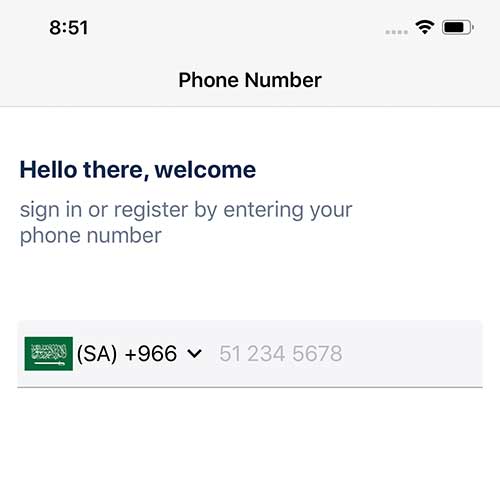 8:51
Phone Number
Hello there, welcome
sign in or register by entering your
phone number
(SA) +966 51 234 5678